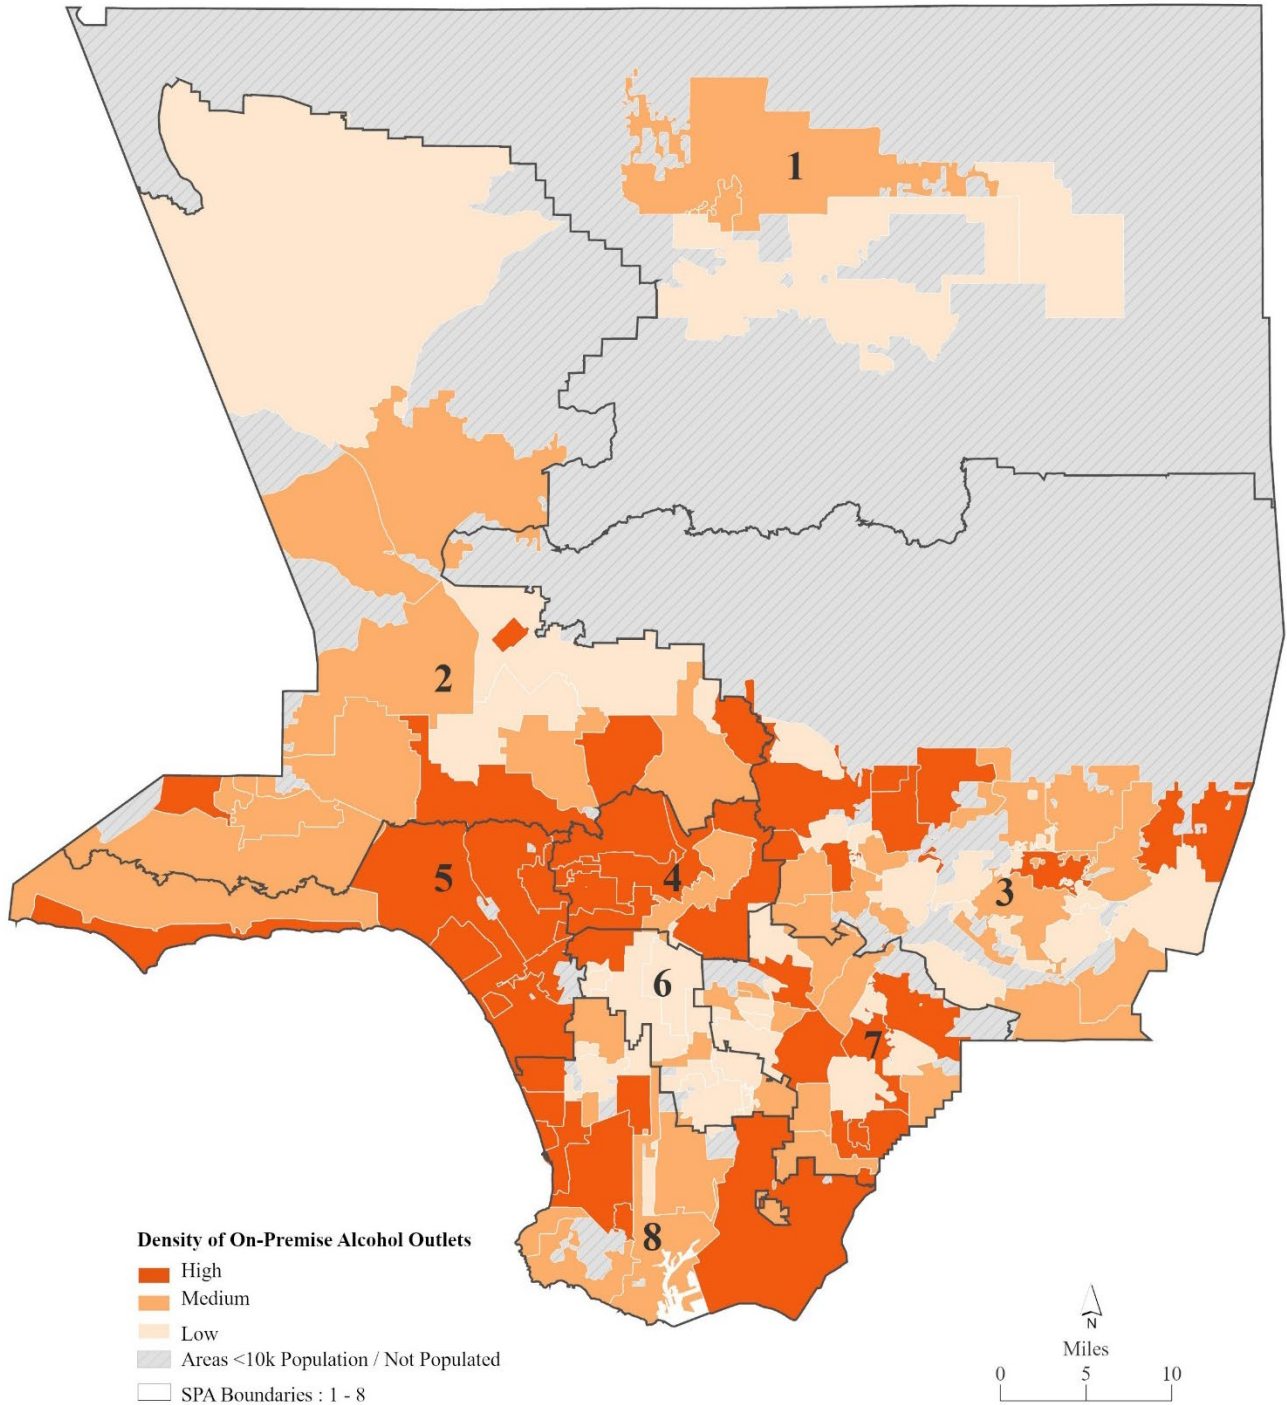 1
2
5
4
3
6
7
8
Density of On-Premise Alcohol Outlets
High
Medium
Low
Areas <10k Population / Not Populated
SPA Boundaries : 1 - 8
N
Miles
0 5 10